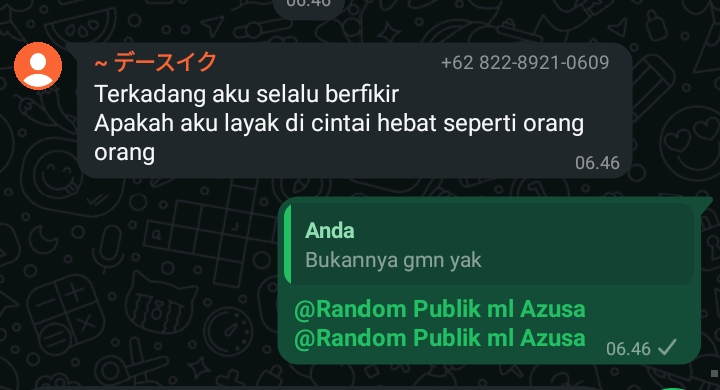 06.46
~ デースイク +62 822-8921-0609
Terkadang aku selalu berfikir
Apakah aku layak di cintai hebat seperti orang
orang
06.46
Anda
Bukannya gmn yak
@Random Publik ml Azusa
@Random Publik ml Azusa
06.46